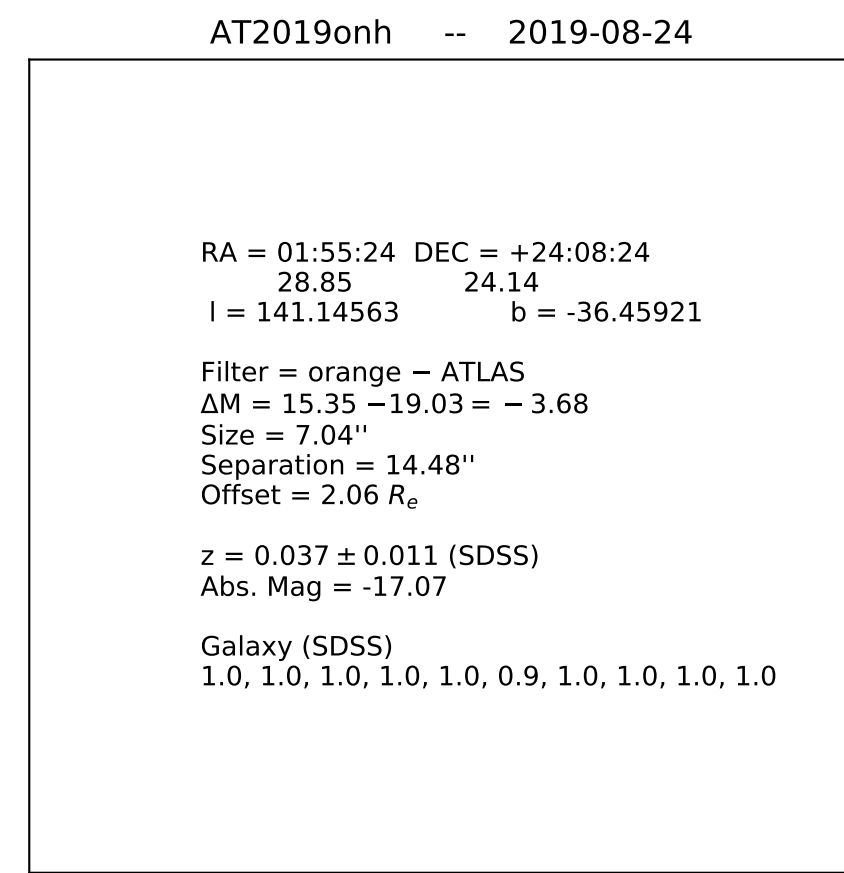 AT2019onh -- 2019-08-24
RA = 01:55:24 DEC = +24:08:24
28.85 24.14
l = 141.14563 b = -36.45921
Filter = orange − ATLAS
ΔM = 15.35 −19.03 = − 3.68
Size = 7.04''
Separation = 14.48''
Offset = 2.06 Rₑ
z = 0.037 ± 0.011 (SDSS)
Abs. Mag = -17.07
Galaxy (SDSS)
1.0, 1.0, 1.0, 1.0, 1.0, 0.9, 1.0, 1.0, 1.0, 1.0